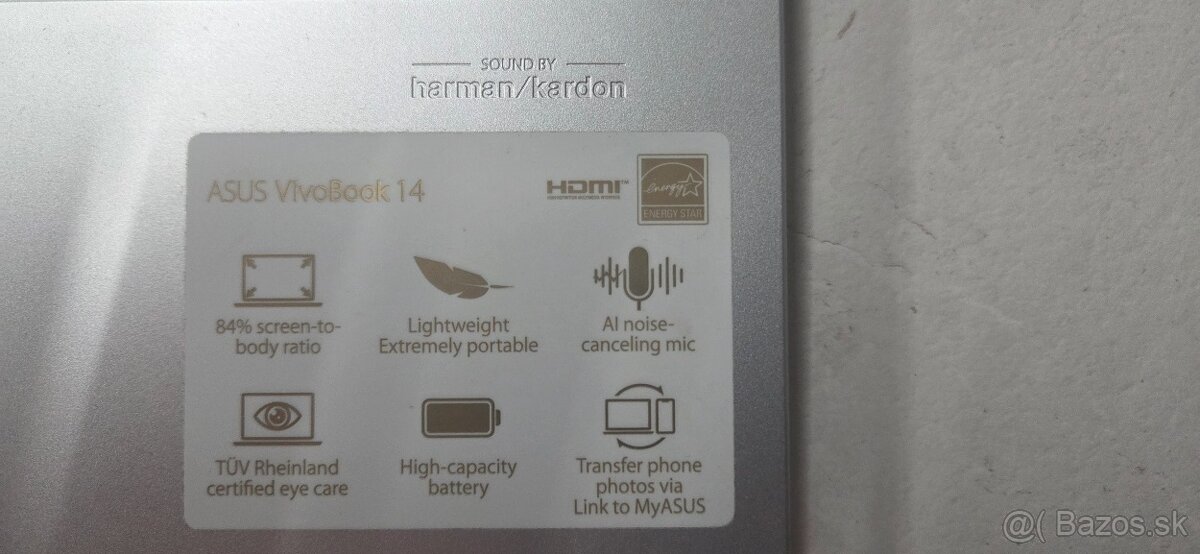 SOUND BY
harman/kardon
ASUS VivoBook 14
HDMI™
energy
ENERGY STAR
84% screen-to-
body ratio
Lightweight
Extremely portable
AI noise-
canceling mic
TÜV Rheinland
certified eye care
High-capacity
battery
Transfer phone
photos via
Link to MyASUS
@( Bazos.sk